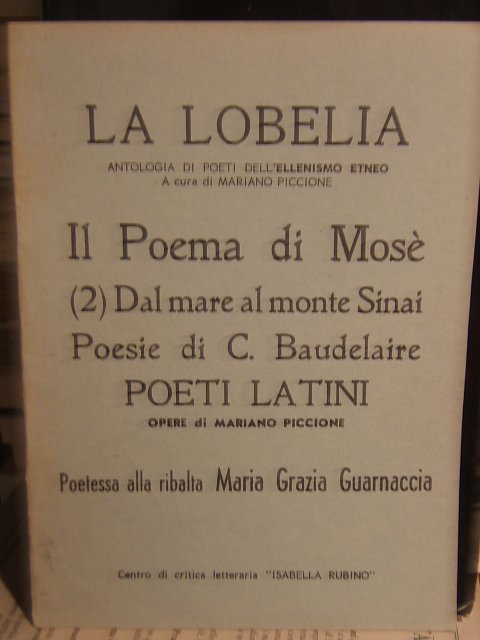 LA LOBELIA
ANTOLOGIA DI POETI DELL'ELLENISMO ETNEO
A cura di MARIANO PICCIONE
Il Poema di Mosè
(2) Dal mare al monte Sinai
Poesie di C. Baudelaire
POETI LATINI
OPERE di MARIANO PICCIONE
Poetessa alla ribalta Maria Grazia Guarnaccia
Centro di critica letteraria "ISABELLA RUBINO"